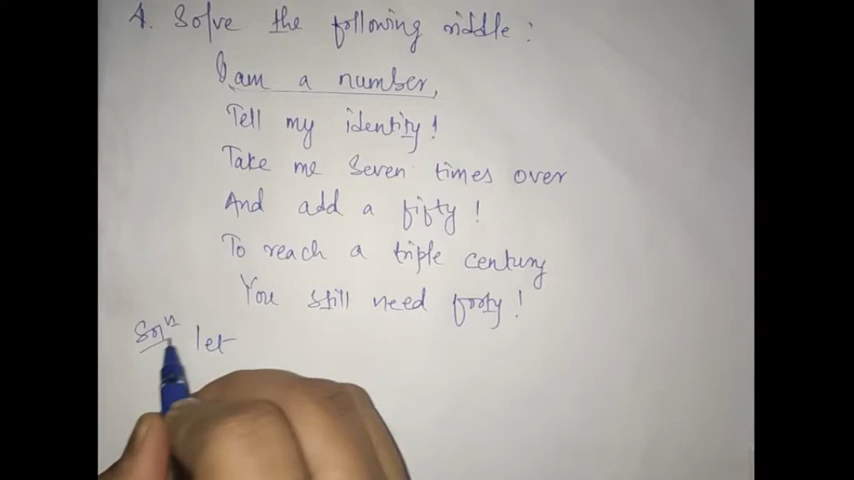 4. Solve the following riddle :
I am a number,
Tell my identity !
Take me seven times over
And add a fifty !
To reach a triple century
You still need forty !
Solⁿ let